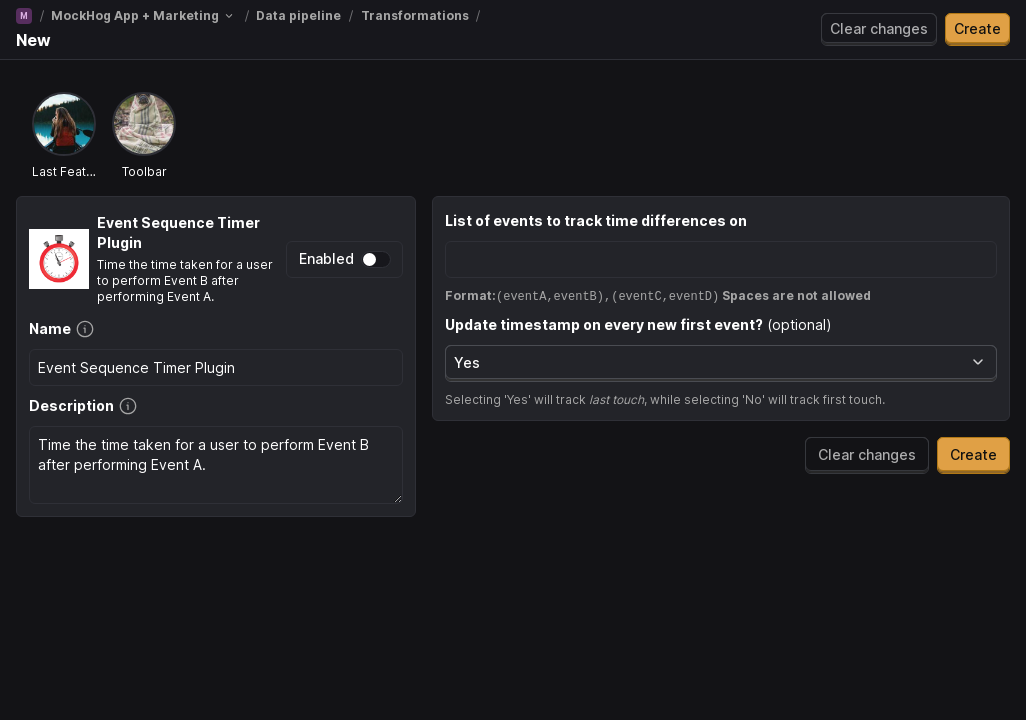 M / MockHog App + Marketing / Data pipeline / Transformations /
New
Clear changes Create
Last Feat... Toolbar
Event Sequence Timer
Plugin
Time the time taken for a user
to perform Event B after
performing Event A.
Enabled
Name
Event Sequence Timer Plugin
Description
Time the time taken for a user to perform Event B
after performing Event A.
List of events to track time differences on
Format:(eventA,eventB),(eventC,eventD) Spaces are not allowed
Update timestamp on every new first event? (optional)
Yes
Selecting 'Yes' will track last touch, while selecting 'No' will track first touch.
Clear changes Create